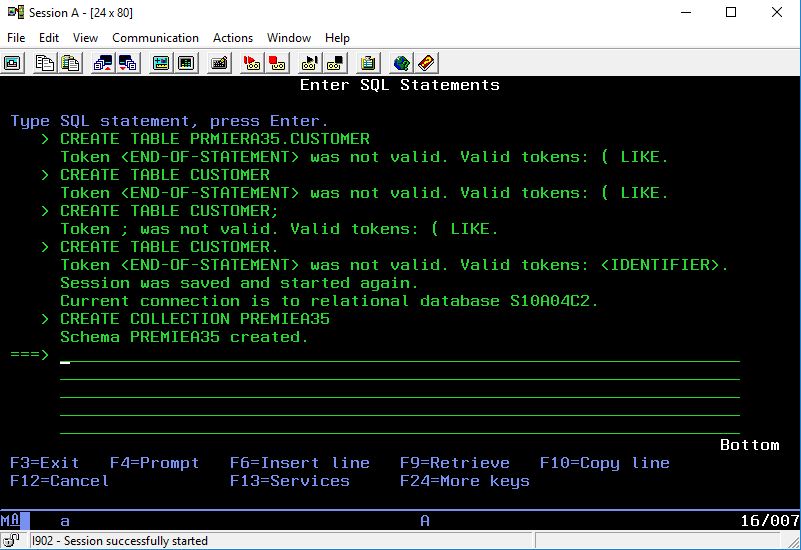 Session A - [24 x 80]
File Edit View Communication Actions Window Help
Enter SQL Statements
Type SQL statement, press Enter.
> CREATE TABLE PRMIERA35.CUSTOMER
Token <END-OF-STATEMENT> was not valid. Valid tokens: ( LIKE.
> CREATE TABLE CUSTOMER
Token <END-OF-STATEMENT> was not valid. Valid tokens: ( LIKE.
> CREATE TABLE CUSTOMER;
Token ; was not valid. Valid tokens: ( LIKE.
> CREATE TABLE CUSTOMER.
Token <END-OF-STATEMENT> was not valid. Valid tokens: <IDENTIFIER>.
Session was saved and started again.
Current connection is to relational database S10A04C2.
> CREATE COLLECTION PREMIEA35
Schema PREMIEA35 created.
===> _
Bottom
F3=Exit F4=Prompt F6=Insert line F9=Retrieve F10=Copy line
F12=Cancel F13=Services F24=More keys
MA a A 16/007
I902 - Session successfully started